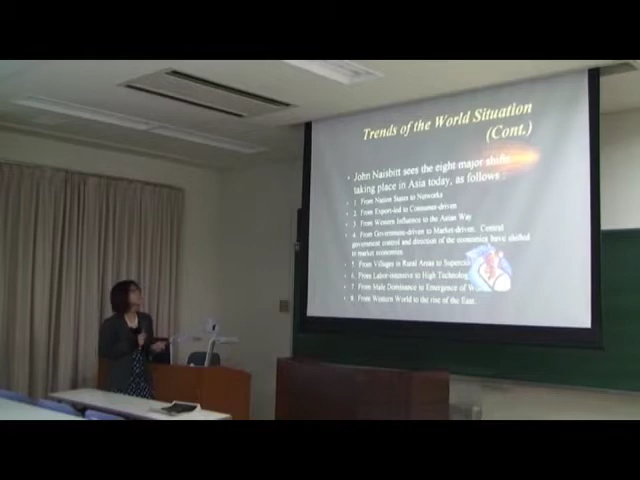 Trends of the World Situation
(Cont.)
• John Naisbitt sees the eight major shifts
taking place in Asia today, as follows :
• 1. From Nation States to Networks
• 2. From Export-led to Consumer-driven
• 3. From Western Influence to the Asian Way
• 4. From Government-driven to Market-driven. Central
government control and direction of the economies have shifted
to market economics.
• 5. From Villages in Rural Areas to
• 6. From Labor-intensive to High
• 7. From Male Dominance to Emergence of
• 8. From Western World to the rise of the East.